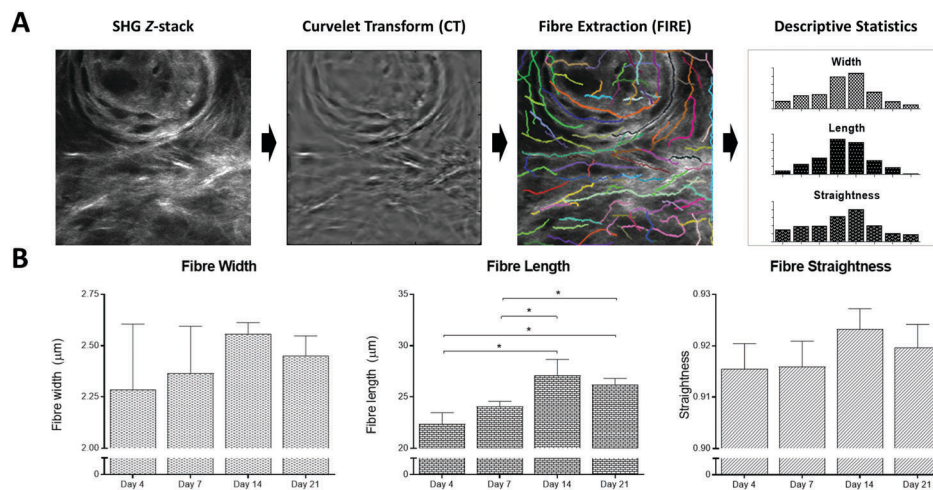 A
SHG Z-stack
Curvelet Transform (CT)
Fibre Extraction (FIRE)
Descriptive Statistics
Width
Length
Straightness
B
Fibre Width
Fibre width (μm)
2.75
2.50
2.25
2.00
0
Day 4
Day 7
Day 14
Day 21
Fibre Length
Fibre length (μm)
35
30
25
20
0
*
*
*
*
Day 4
Day 7
Day 14
Day 21
Fibre Straightness
Straightness
0.93
0.92
0.91
0.90
0
Day 4
Day 7
Day 14
Day 21